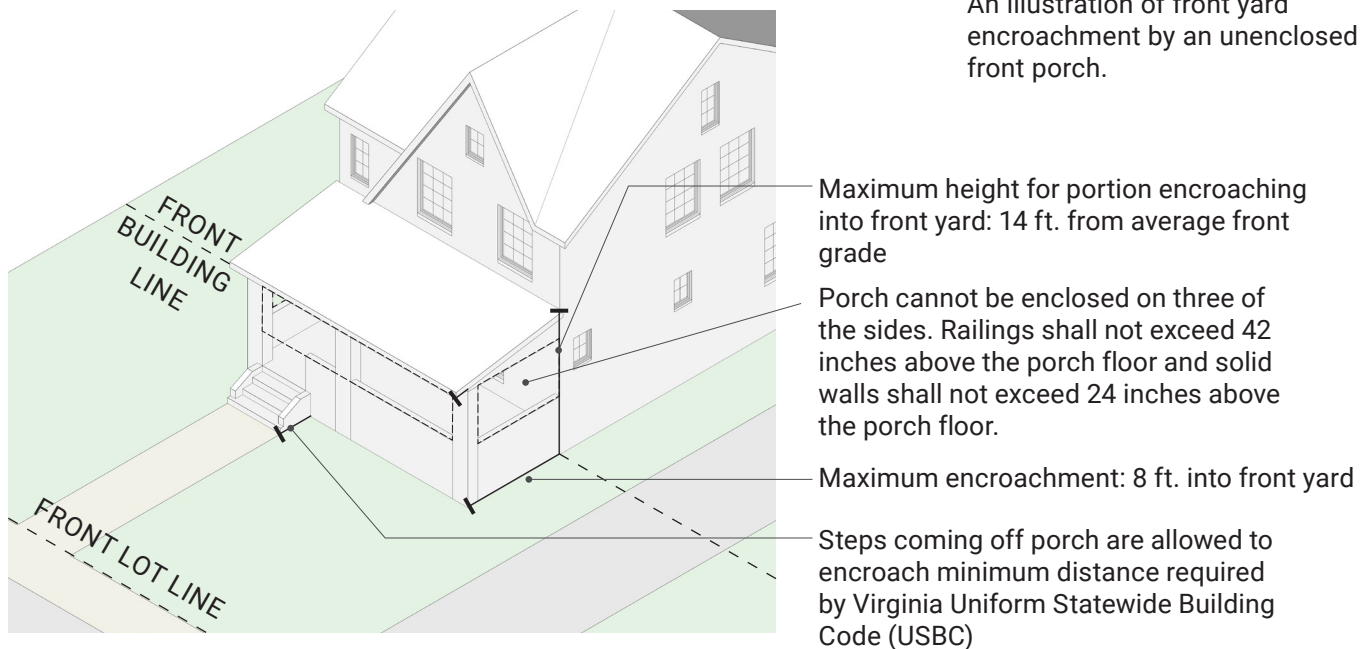 An illustration of front yard
encroachment by an unenclosed
front porch.
Maximum height for portion encroaching
into front yard: 14 ft. from average front
grade
Porch cannot be enclosed on three of
the sides. Railings shall not exceed 42
inches above the porch floor and solid
walls shall not exceed 24 inches above
the porch floor.
Maximum encroachment: 8 ft. into front yard
Steps coming off porch are allowed to
encroach minimum distance required
by Virginia Uniform Statewide Building
Code (USBC)
FRONT
BUILDING
LINE
FRONT LOT LINE